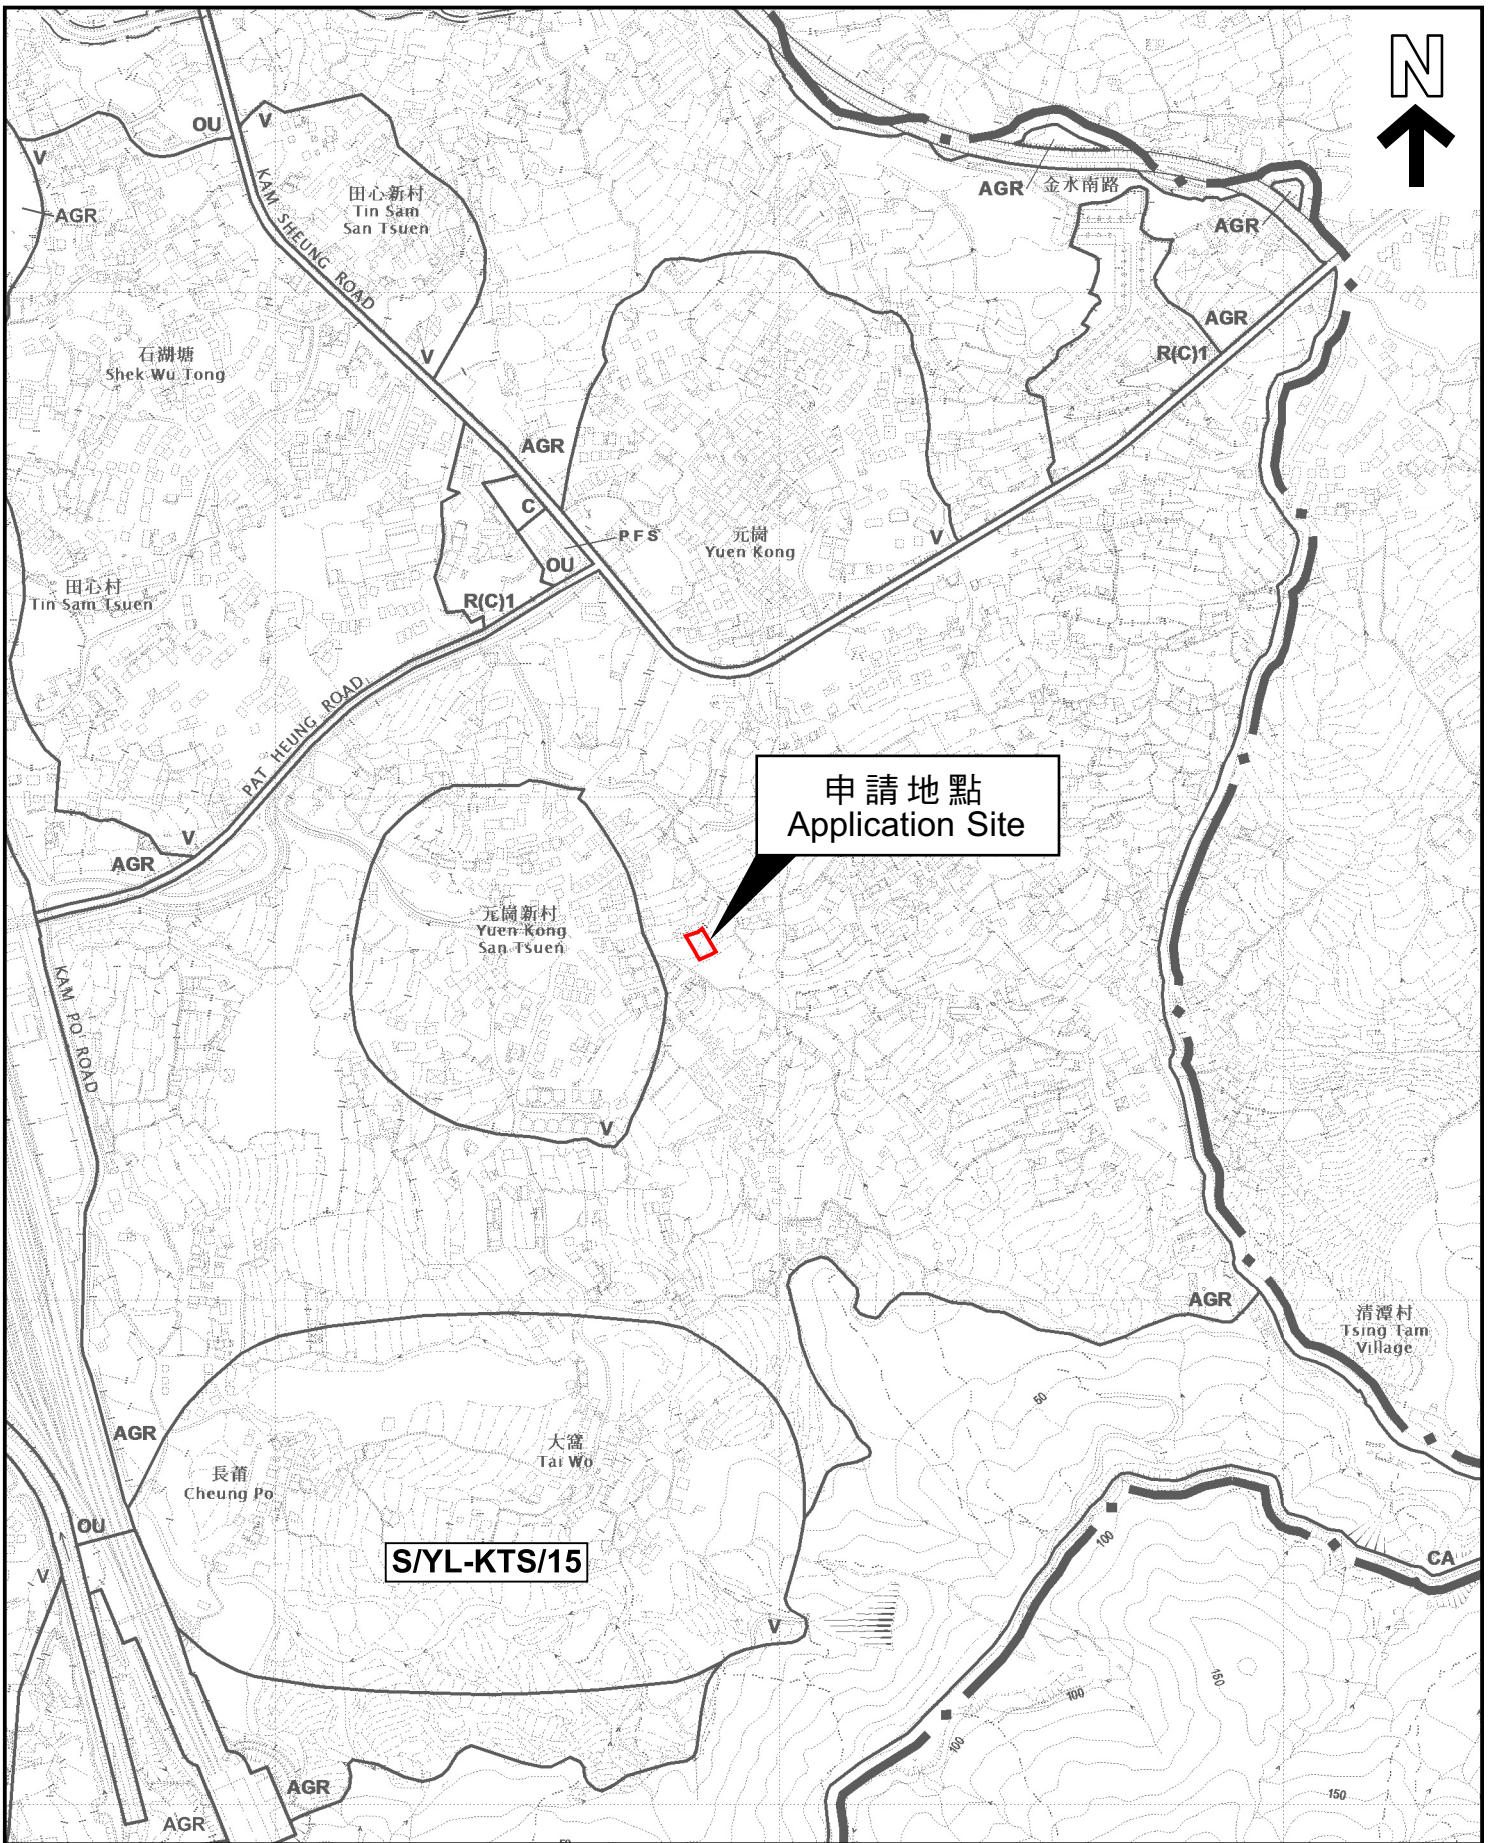 N
OU
V
V
AGR
KAM SHEUNG ROAD
田心新村
Tin Sam
San Tsuen
AGR
金水南路
AGR
石湖塘
Shek Wu Tong
V
AGR
R(C)1
AGR
C
PFS
OU
元崗
Yuen Kong
V
田心村
Tin Sam Tsuen
R(C)1
PAT HEUNG ROAD
申請地點
Application Site
V
AGR
元崗新村
Yuen Kong
San Tsuen
KAM PO ROAD
V
AGR
清潭村
Tsing Tam
Village
50
AGR
大窩
Tai Wo
長莆
Cheung Po
OU
100
S/YL-KTS/15
CA
V
V
150
100
100
AGR
150
AGR